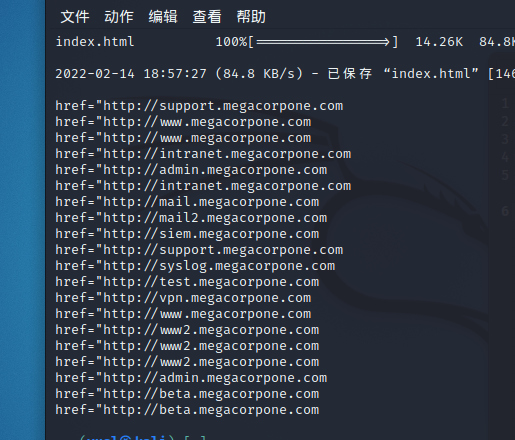 文件 动作 编辑 查看 帮助
index.html 100%[=================>] 14.26K 84.8K
2022-02-14 18:57:27 (84.8 KB/s) - 已保存 “index.html” [146
href="http://support.megacorpone.com
href="http://www.megacorpone.com
href="http://www.megacorpone.com
href="http://intranet.megacorpone.com
href="http://admin.megacorpone.com
href="http://intranet.megacorpone.com
href="http://mail.megacorpone.com
href="http://mail2.megacorpone.com
href="http://siem.megacorpone.com
href="http://support.megacorpone.com
href="http://syslog.megacorpone.com
href="http://test.megacorpone.com
href="http://vpn.megacorpone.com
href="http://www.megacorpone.com
href="http://www2.megacorpone.com
href="http://www2.megacorpone.com
href="http://www2.megacorpone.com
href="http://admin.megacorpone.com
href="http://beta.megacorpone.com
href="http://beta.megacorpone.com